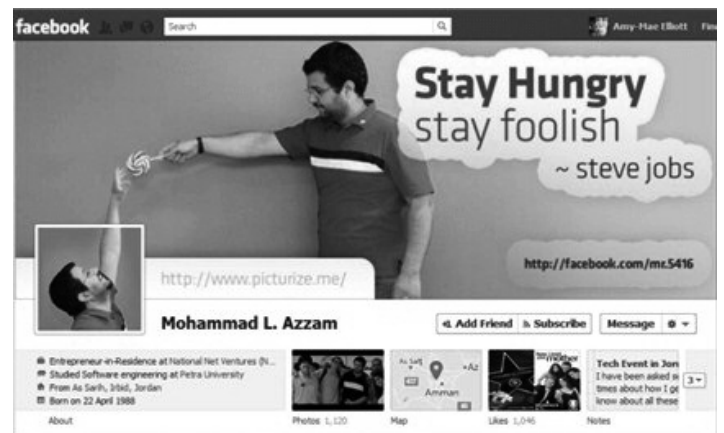 facebook
Search
Amy-Mae Elliott Fin
Stay Hungry
stay foolish
~ steve jobs
http://facebook.com/mr.5416
http://www.picturize.me/
Mohammad L. Azzam
Add Friend Subscribe Message
Entrepreneur-in-Residence at National Net Ventures (N...
Studied Software engineering at Petra University
From As Sarih, Irbid, Jordan
Born on 22 April 1988
About
Photos 1,120
As Salt
Az
Amman
Map
mother
Likes 1,046
Tech Event in Jor
I have been asked
times about how I ge
know about all these
3
Notes